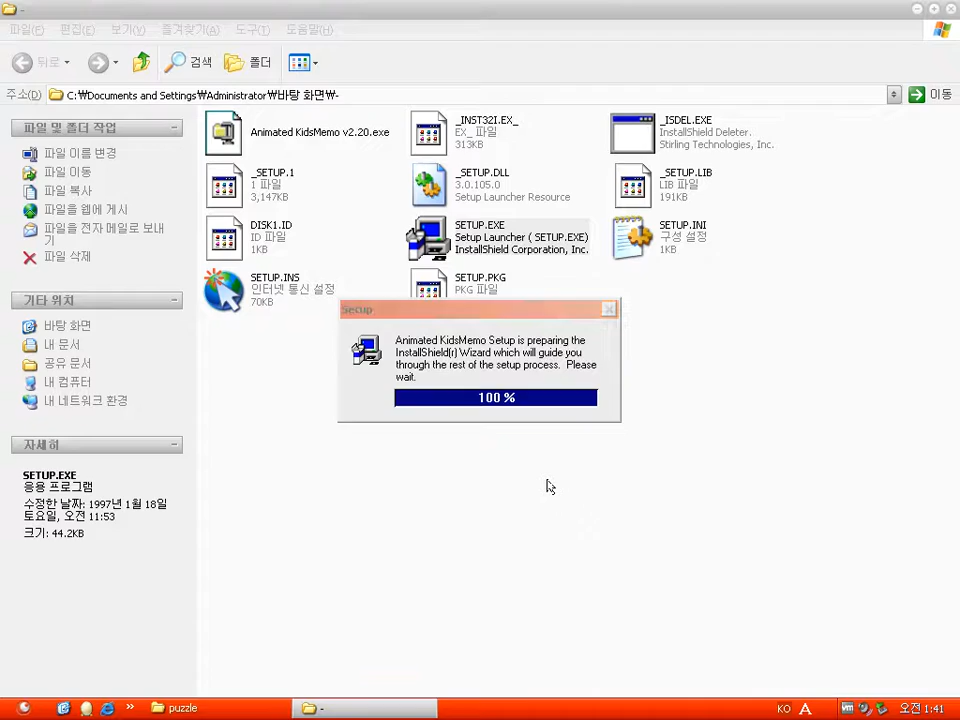 -
파일(F) 편집(E) 보기(V) 즐겨찾기(A) 도구(T) 도움말(H)
뒤로 검색 폴더
주소(D) C:\Documents and Settings\Administrator\바탕 화면\- 이동
파일 및 폴더 작업
파일 이름 변경
파일 이동
파일 복사
파일을 웹에 게시
파일을 전자 메일로 보내
기
파일 삭제
기타 위치
바탕 화면
내 문서
공유 문서
내 컴퓨터
내 네트워크 환경
자세히
SETUP.EXE
응용 프로그램
수정한 날짜: 1997년 1월 18일
토요일, 오전 11:53
크기: 44.2KB
Animated KidsMemo v2.20.exe
_INST32I.EX_
EX_ 파일
313KB
_ISDEL.EXE
InstallShield Deleter.
Stirling Technologies, Inc.
_SETUP.1
1 파일
3,147KB
_SETUP.DLL
3.0.105.0
Setup Launcher Resource
_SETUP.LIB
LIB 파일
191KB
DISK1.ID
ID 파일
1KB
SETUP.EXE
Setup Launcher ( SETUP.EXE)
InstallShield Corporation, Inc.
SETUP.INI
구성 설정
1KB
SETUP.INS
인터넷 통신 설정
70KB
SETUP.PKG
PKG 파일
Setup
Animated KidsMemo Setup is preparing the
InstallShield(r) Wizard which will guide you
through the rest of the setup process. Please
wait.
100 %
puzzle
-
KO A 오전 1:41